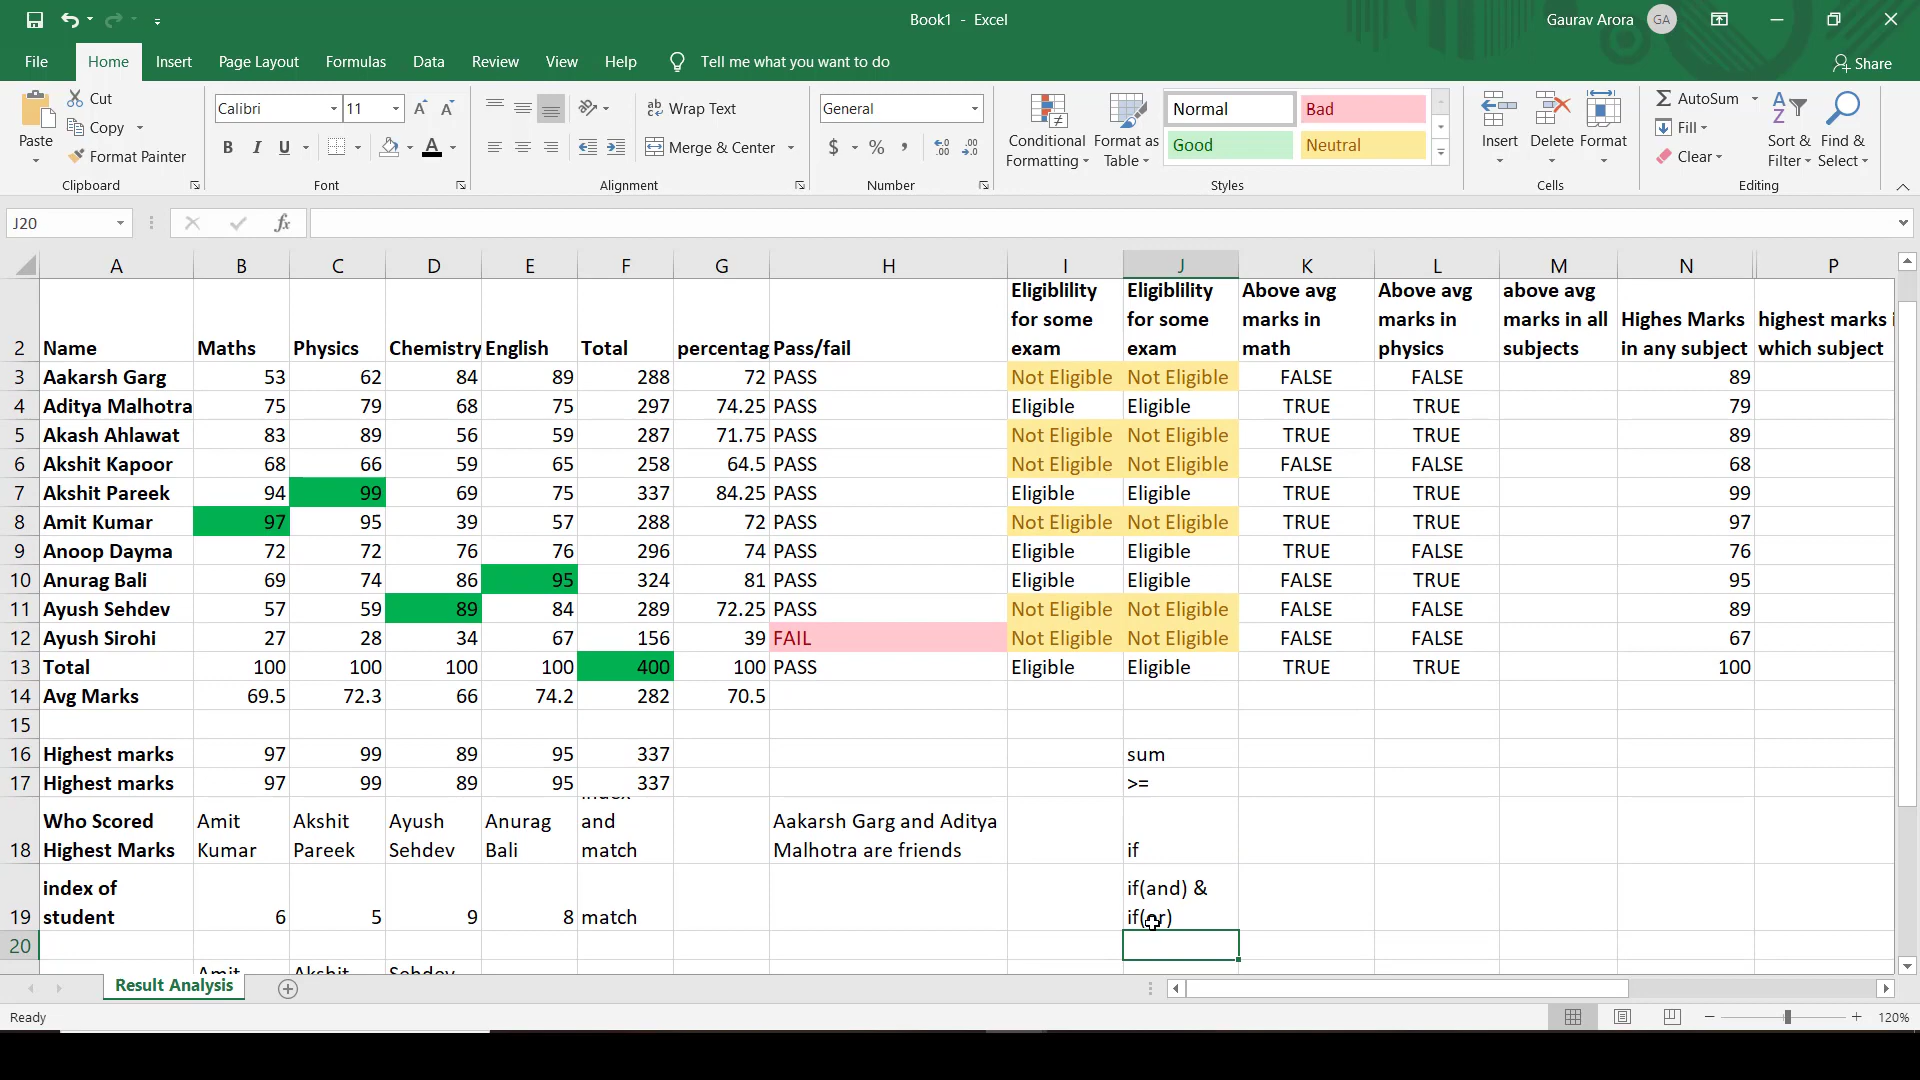 Book1 - Excel
Gaurav Arora GA
File Home Insert Page Layout Formulas Data Review View Help Tell me what you want to do Share
Paste
Cut
Copy
Format Painter
Clipboard
Calibri 11
B I U
Font
Wrap Text
Merge & Center
Alignment
General
$ % ,
Number
Conditional Formatting
Format as Table
Normal Bad
Good Neutral
Styles
Insert Delete Format
Cells
AutoSum
Fill
Clear
Sort & Filter
Find & Select
Editing
J20 fx
A B C D E F G H I J K L M N P
2 Name Maths Physics Chemistry English Total percentag Pass/fail Eligiblility for some exam Eligiblility for some exam Above avg marks in math Above avg marks in physics above avg marks in all subjects Highes Marks in any subject highest marks i which subject
3 Aakarsh Garg 53 62 84 89 288 72 PASS Not Eligible Not Eligible FALSE FALSE 89
4 Aditya Malhotra 75 79 68 75 297 74.25 PASS Eligible Eligible TRUE TRUE 79
5 Akash Ahlawat 83 89 56 59 287 71.75 PASS Not Eligible Not Eligible TRUE TRUE 89
6 Akshit Kapoor 68 66 59 65 258 64.5 PASS Not Eligible Not Eligible FALSE FALSE 68
7 Akshit Pareek 94 99 69 75 337 84.25 PASS Eligible Eligible TRUE TRUE 99
8 Amit Kumar 97 95 39 57 288 72 PASS Not Eligible Not Eligible TRUE TRUE 97
9 Anoop Dayma 72 72 76 76 296 74 PASS Eligible Eligible TRUE FALSE 76
10 Anurag Bali 69 74 86 95 324 81 PASS Eligible Eligible FALSE TRUE 95
11 Ayush Sehdev 57 59 89 84 289 72.25 PASS Not Eligible Not Eligible FALSE FALSE 89
12 Ayush Sirohi 27 28 34 67 156 39 FAIL Not Eligible Not Eligible FALSE FALSE 67
13 Total 100 100 100 100 400 100 PASS Eligible Eligible TRUE TRUE 100
14 Avg Marks 69.5 72.3 66 74.2 282 70.5
15
16 Highest marks 97 99 89 95 337 sum
17 Highest marks 97 99 89 95 337 >=
18 Who Scored Highest Marks Amit Kumar Akshit Pareek Ayush Sehdev Anurag Bali index and match Aakarsh Garg and Aditya Malhotra are friends if
19 index of student 6 5 9 8 match if(and) & if(or)
20
Amit Akshit Sehdev
Result Analysis
Ready 120%